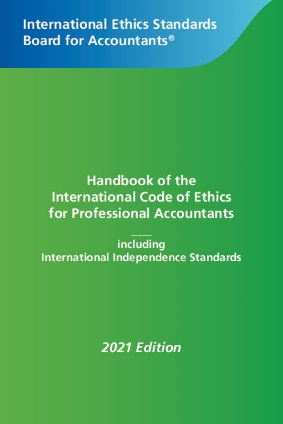 International Ethics Standards
Board for Accountants®
Handbook of the
International Code of Ethics
for Professional Accountants
including
International Independence Standards
2021 Edition